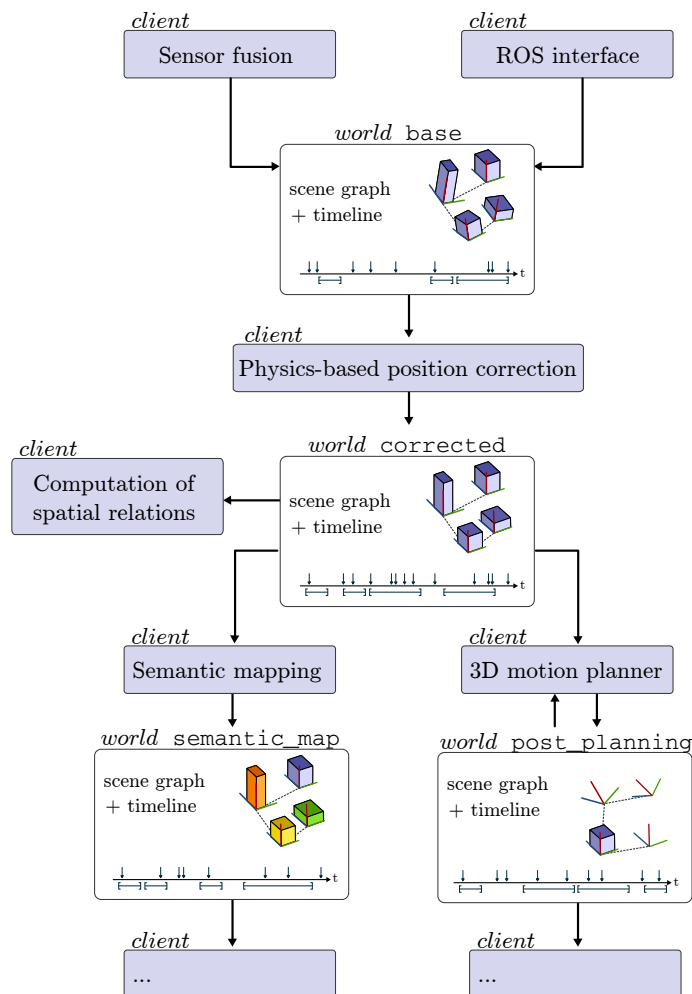 client
client
Sensor fusion
ROS interface
world base
scene graph
+ timeline
t
client
Physics-based position correction
world corrected
client
Computation of
spatial relations
scene graph
+ timeline
t
client
client
Semantic mapping
3D motion planner
world semantic_map
world post_planning
scene graph
+ timeline
t
scene graph
+ timeline
t
client
client
...
...